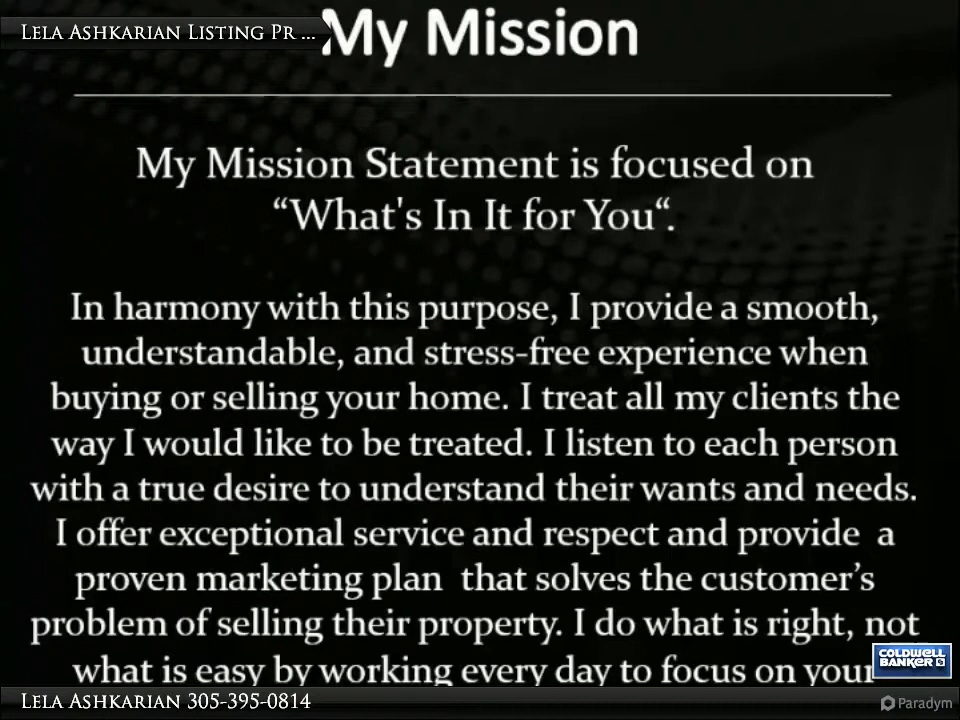 LELA ASHKARIAN LISTING PR ...
My Mission
My Mission Statement is focused on
“What's In It for You“.
In harmony with this purpose, I provide a smooth,
understandable, and stress-free experience when
buying or selling your home. I treat all my clients the
way I would like to be treated. I listen to each person
with a true desire to understand their wants and needs.
I offer exceptional service and respect and provide  a
proven marketing plan  that solves the customer’s
problem of selling their property. I do what is right, not
what is easy by working every day to focus on your
COLDWELL
BANKER
LELA ASHKARIAN 305-395-0814
Paradym